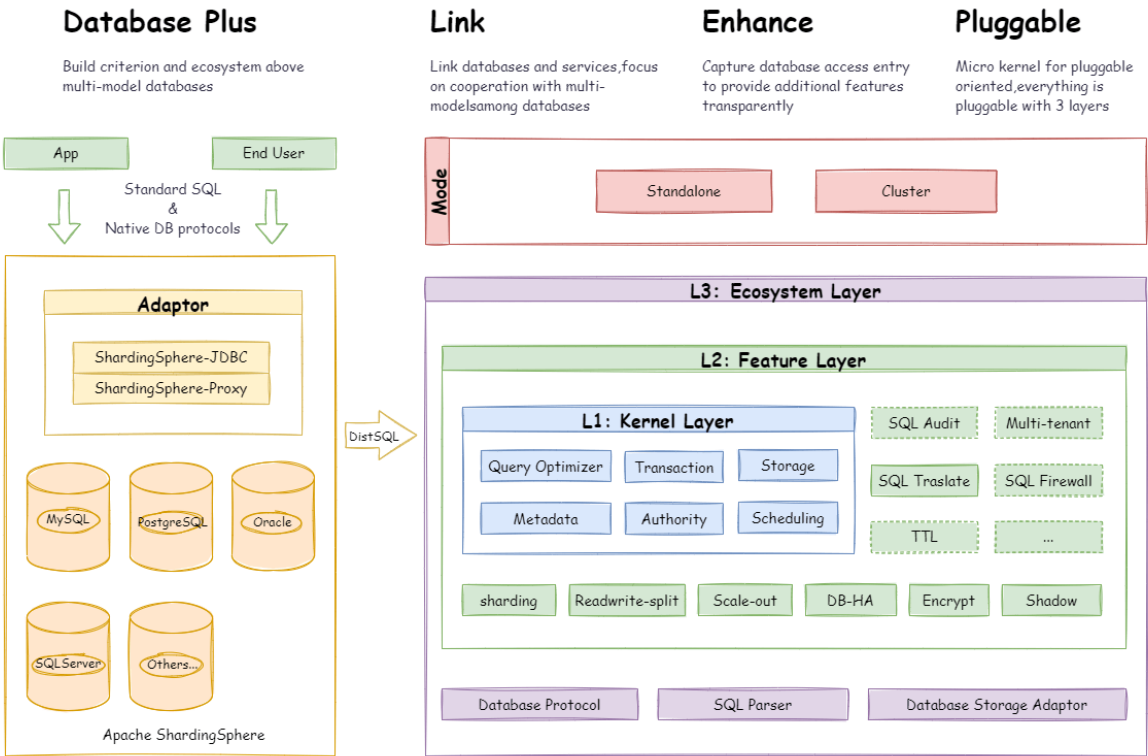 Database Plus
Build criterion and ecosystem above
multi-model databases
Link
Link databases and services,focus
on cooperation with multi-
modelsamong databases
Enhance
Capture database access entry
to provide additional features
transparently
Pluggable
Micro kernel for pluggable
oriented,everything is
pluggable with 3 layers
App
End User
Standard SQL
&
Native DB protocols
Adaptor
ShardingSphere-JDBC
ShardingSphere-Proxy
MySQL
PostgreSQL
Oracle
SQLServer
Others...
Apache ShardingSphere
DistSQL
Mode
Standalone
Cluster
L3: Ecosystem Layer
L2: Feature Layer
L1: Kernel Layer
Query Optimizer
Transaction
Storage
Metadata
Authority
Scheduling
SQL Audit
Multi-tenant
SQL Traslate
SQL Firewall
TTL
...
sharding
Readwrite-split
Scale-out
DB-HA
Encrypt
Shadow
Database Protocol
SQL Parser
Database Storage Adaptor